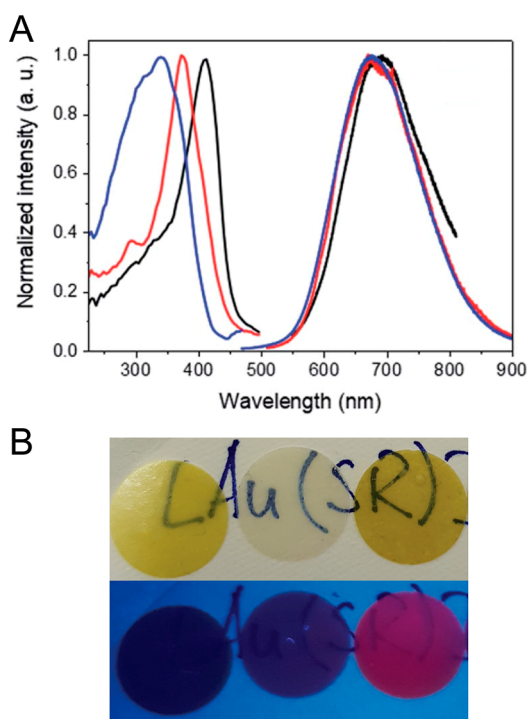 A
Normalized intensity (a. u.)
1.0
0.8
0.6
0.4
0.2
0.0
300 400 500 600 700 800 900
Wavelength (nm)
B
LAu(SR)
Au(SR)